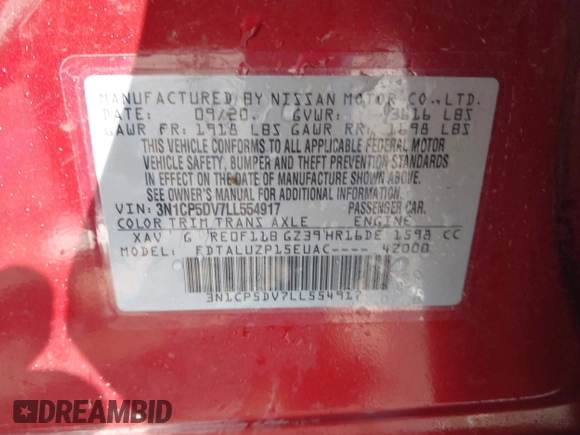 MANUFACTURED BY NISSAN MOTOR CO.,LTD.
DATE: 09/20 GVWR: 3616 LBS
GAWR FR: 1918 LBS GAWR RR: 1698 LBS
THIS VEHICLE CONFORMS TO ALL APPLICABLE FEDERAL MOTOR
VEHICLE SAFETY, BUMPER AND THEFT PREVENTION STANDARDS
IN EFFECT ON THE DATE OF MANUFACTURE SHOWN ABOVE.
SEE OWNER'S MANUAL FOR ADDITIONAL INFORMATION.
VIN: 3N1CP5DV7LL554917 PASSENGER CAR.
COLOR TRIM TRANS AXLE ENGINE
XAV G RE0F11B GZ39 HR16DE 1598 CC
MODEL: FDTALUZP15EUAC---- 42000
3N1CP5DV7LL554917
DREAMBID